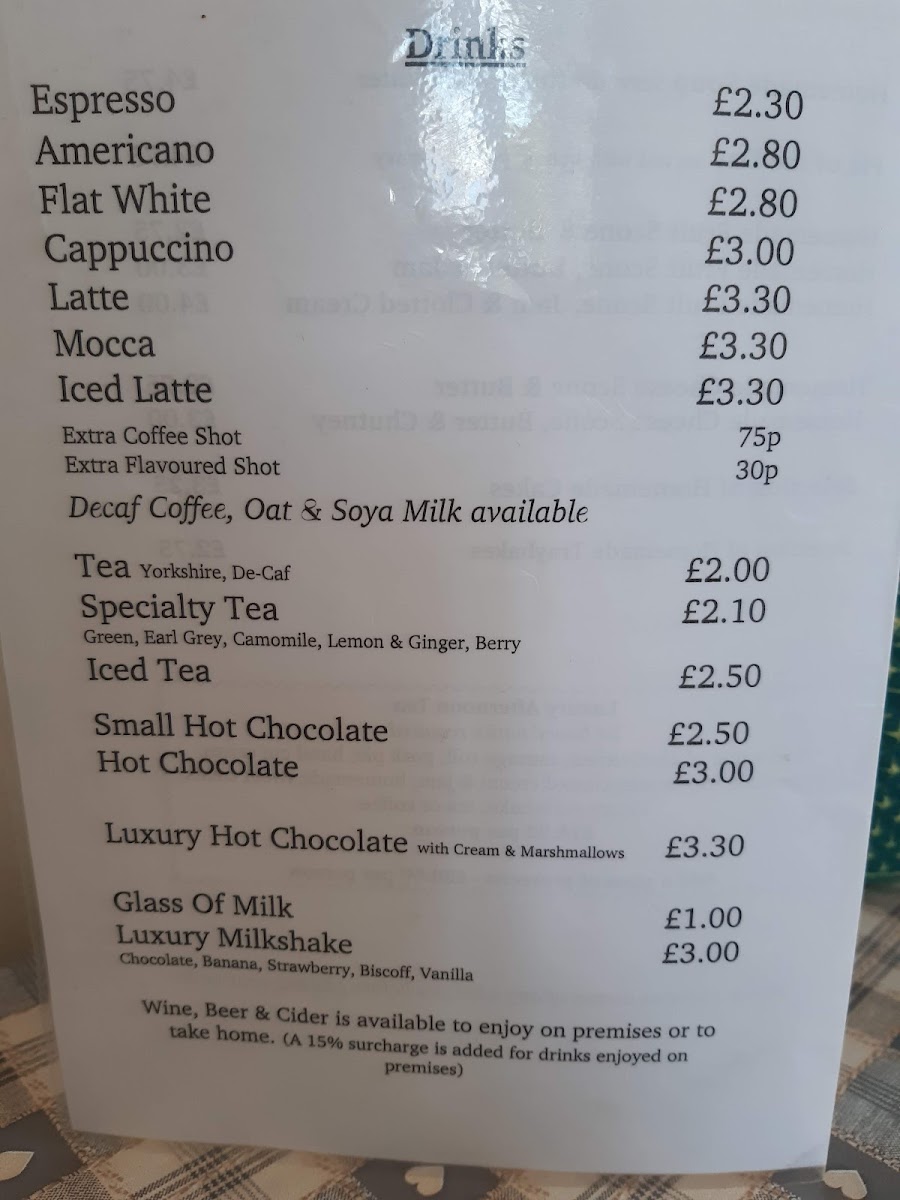 Drinks
Espresso £2.30
Americano £2.80
Flat White £2.80
Cappuccino £3.00
Latte £3.30
Mocca £3.30
Iced Latte £3.30
Extra Coffee Shot 75p
Extra Flavoured Shot 30p
Decaf Coffee, Oat & Soya Milk available
Tea Yorkshire, De-Caf £2.00
Specialty Tea £2.10
Green, Earl Grey, Camomile, Lemon & Ginger, Berry
Iced Tea £2.50
Small Hot Chocolate £2.50
Hot Chocolate £3.00
Luxury Hot Chocolate with Cream & Marshmallows £3.30
Glass Of Milk £1.00
Luxury Milkshake £3.00
Chocolate, Banana, Strawberry, Biscoff, Vanilla
Wine, Beer & Cider is available to enjoy on premises or to
take home. (A 15% surcharge is added for drinks enjoyed on
premises)